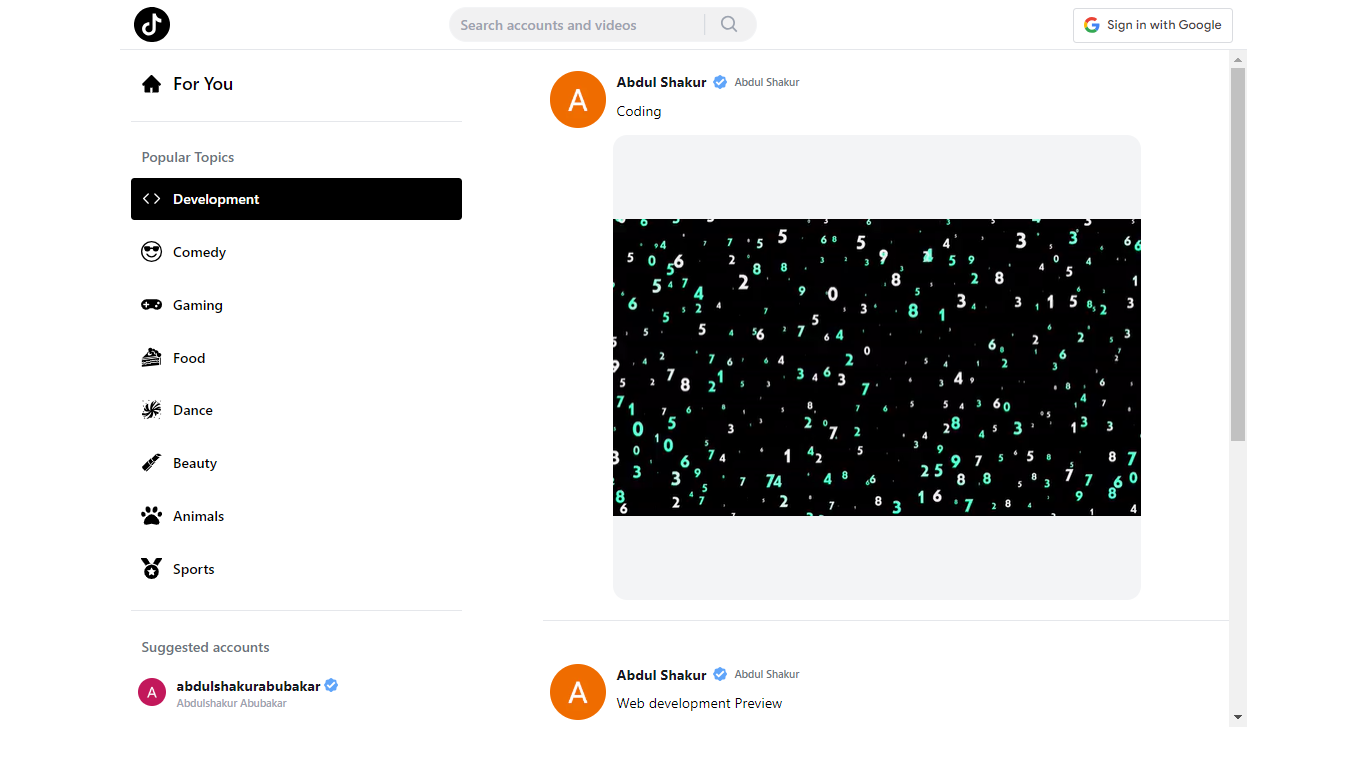 Search accounts and videos
Sign in with Google
For You
Popular Topics
Development
Comedy
Gaming
Food
Dance
Beauty
Animals
Sports
Suggested accounts
A abdulshakurabubakar
Abdulshakur Abubakar
A Abdul Shakur Abdul Shakur
Coding
A Abdul Shakur Abdul Shakur
Web development Preview